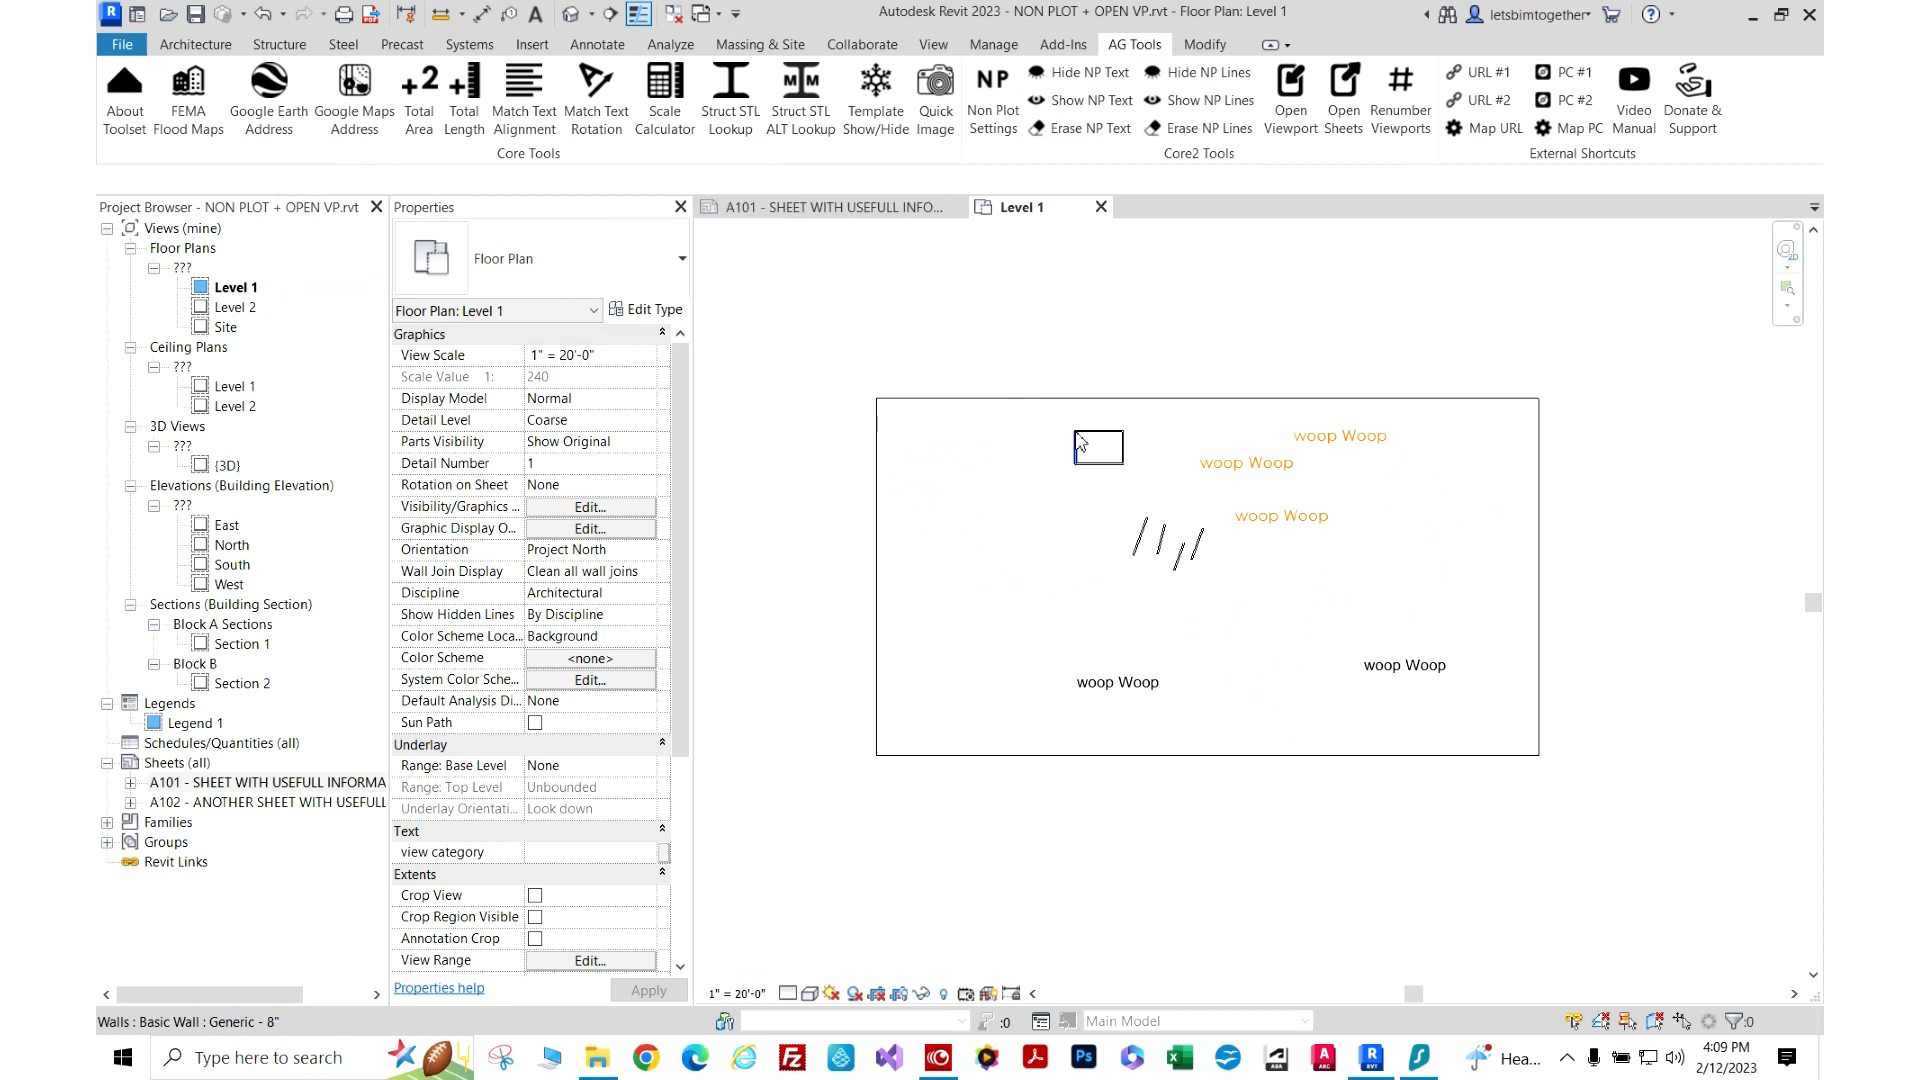 Autodesk Revit 2023 - NON PLOT + OPEN VP.rvt - Floor Plan: Level 1
letsbimtogether
File Architecture Structure Steel Precast Systems Insert Annotate Analyze Massing & Site Collaborate View Manage Add-Ins AG Tools Modify
About Toolset
FEMA Flood Maps
Google Earth Address
Google Maps Address
+2 Total Area
Total Length
Match Text Alignment
Match Text Rotation
Scale Calculator
Struct STL Lookup
Struct STL ALT Lookup
Template Show/Hide
Quick Image
NP Non Plot Settings
Hide NP Text
Show NP Text
Erase NP Text
Hide NP Lines
Show NP Lines
Erase NP Lines
Open Viewport
Open Sheets
# Renumber Viewports
URL #1
URL #2
Map URL
PC #1
PC #2
Map PC
Video Manual
Donate & Support
Core Tools
Core2 Tools
External Shortcuts
Project Browser - NON PLOT + OPEN VP.rvt
Views (mine)
Floor Plans
???
Level 1
Level 2
Site
Ceiling Plans
???
Level 1
Level 2
3D Views
???
{3D}
Elevations (Building Elevation)
???
East
North
South
West
Sections (Building Section)
Block A Sections
Section 1
Block B
Section 2
Legends
Legend 1
Schedules/Quantities (all)
Sheets (all)
A101 - SHEET WITH USEFULL INFORMA
A102 - ANOTHER SHEET WITH USEFULL
Families
Groups
Revit Links
Properties
Floor Plan
Floor Plan: Level 1
Edit Type
Graphics
View Scale 1" = 20'-0"
Scale Value 1: 240
Display Model Normal
Detail Level Coarse
Parts Visibility Show Original
Detail Number 1
Rotation on Sheet None
Visibility/Graphics ... Edit...
Graphic Display O... Edit...
Orientation Project North
Wall Join Display Clean all wall joins
Discipline Architectural
Show Hidden Lines By Discipline
Color Scheme Loca... Background
Color Scheme <none>
System Color Sche... Edit...
Default Analysis Di... None
Sun Path
Underlay
Range: Base Level None
Range: Top Level Unbounded
Underlay Orientati... Look down
Text
view category
Extents
Crop View
Crop Region Visible
Annotation Crop
View Range Edit...
Properties help
Apply
A101 - SHEET WITH USEFULL INFO...
Level 1
woop Woop
woop Woop
woop Woop
woop Woop
woop Woop
1" = 20'-0"
Walls : Basic Wall : Generic - 8"
:0
Main Model
:0
Type here to search
Hea...
4:09 PM
2/12/2023